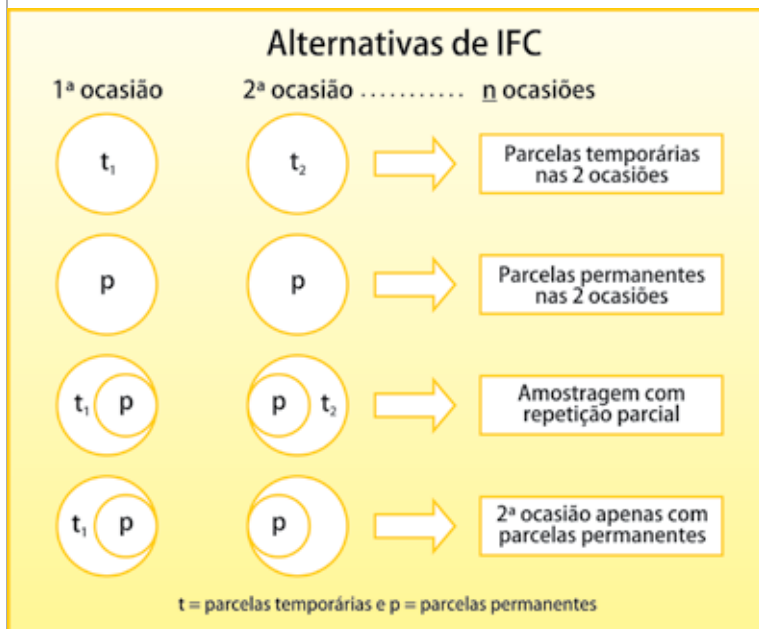 Alternativas de IFC
1ª ocasião 2ª ocasião ........... n ocasiões
t₁ t₂ Parcelas temporárias
nas 2 ocasiões
p p Parcelas permanentes
nas 2 ocasiões
t₁ p p t₂ Amostragem com
repetição parcial
t₁ p p 2ª ocasião apenas com
parcelas permanentes
t = parcelas temporárias e p = parcelas permanentes